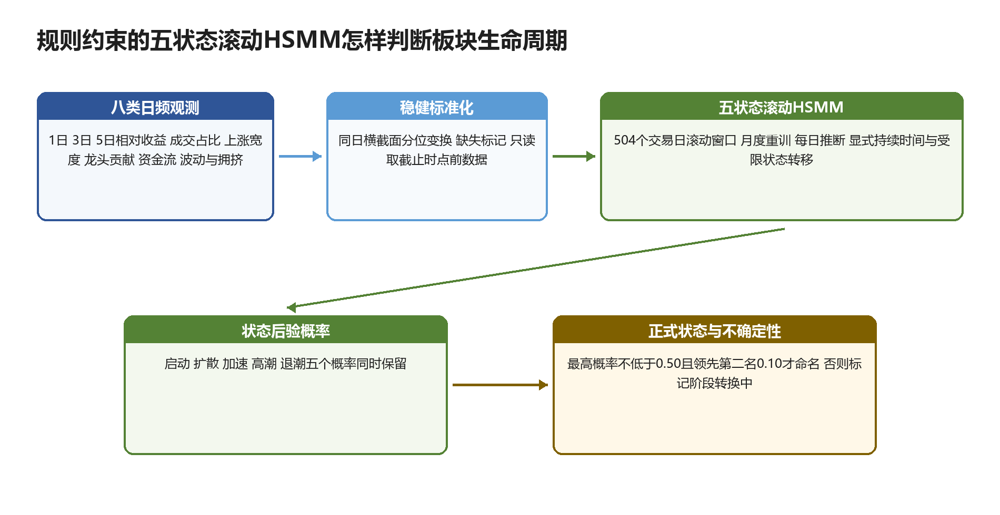 规则约束的五状态滚动HSMM怎样判断板块生命周期
八类日频观测
1日 3日 5日相对收益 成交占比 上涨宽
度 龙头贡献 资金流 波动与拥挤
稳健标准化
同日横截面分位变换 缺失标记 只读
取截止时点前数据
五状态滚动HSMM
504个交易日滚动窗口 月度重训 每日推断 显式持续时间与受
限状态转移
状态后验概率
启动 扩散 加速 高潮 退潮五个概率同时保留
正式状态与不确定性
最高概率不低于0.50且领先第二名0.10才命名 否则标
记阶段转换中